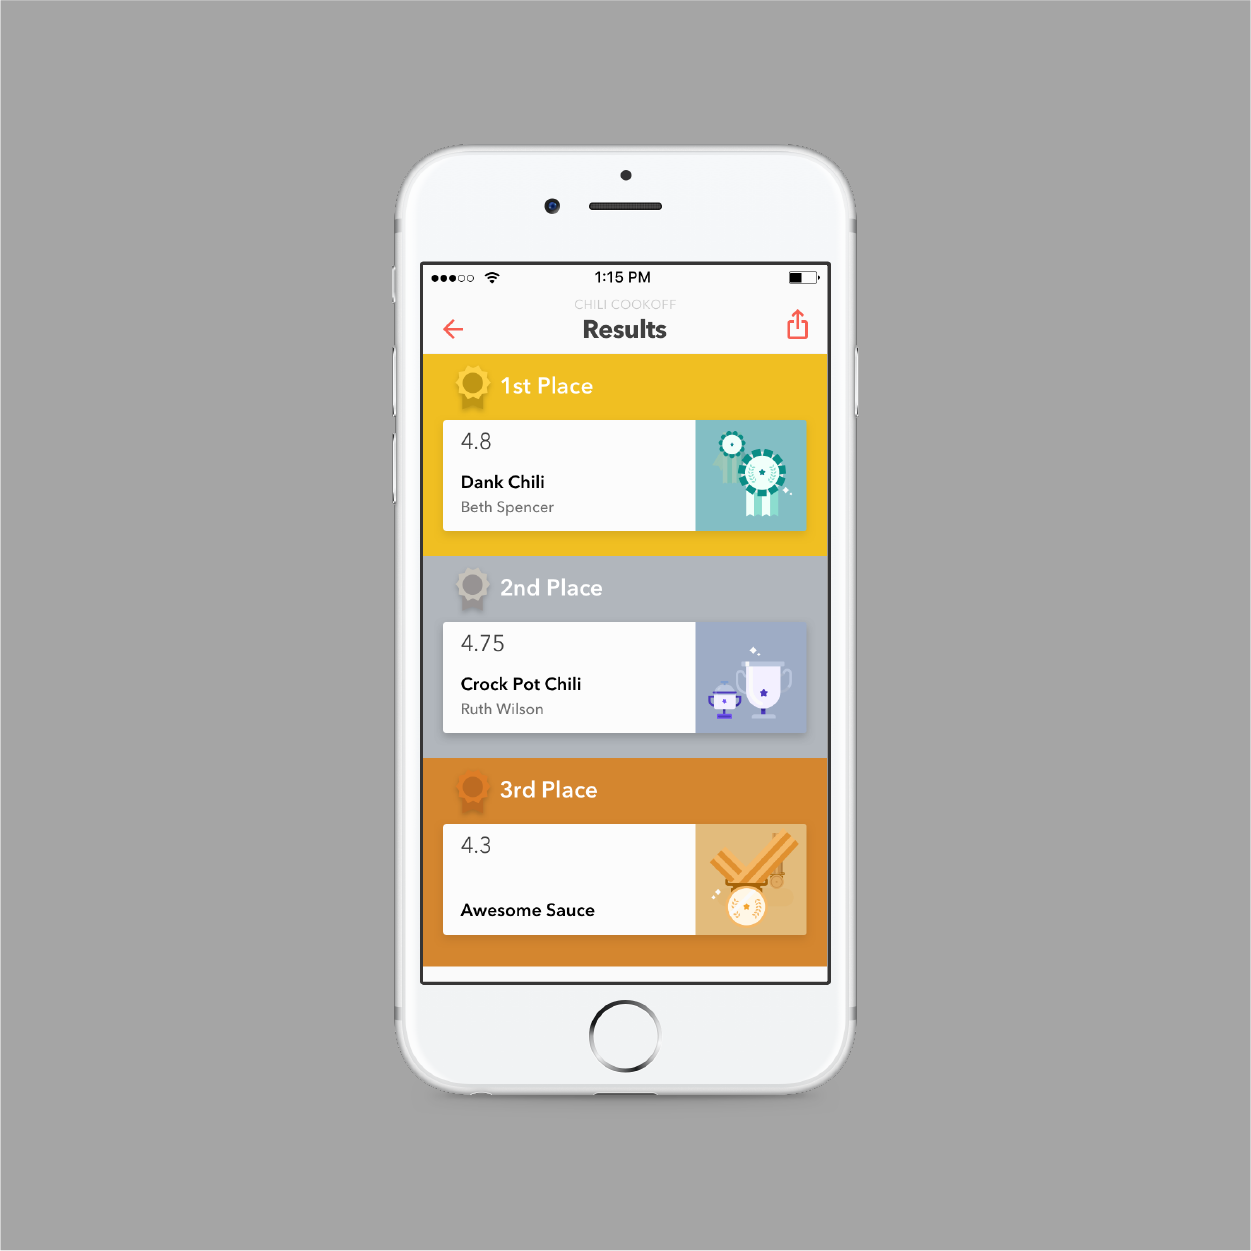 1:15 PM
CHILI COOKOFF
Results
1st Place
4.8
Dank Chili
Beth Spencer
2nd Place
4.75
Crock Pot Chili
Ruth Wilson
3rd Place
4.3
Awesome Sauce